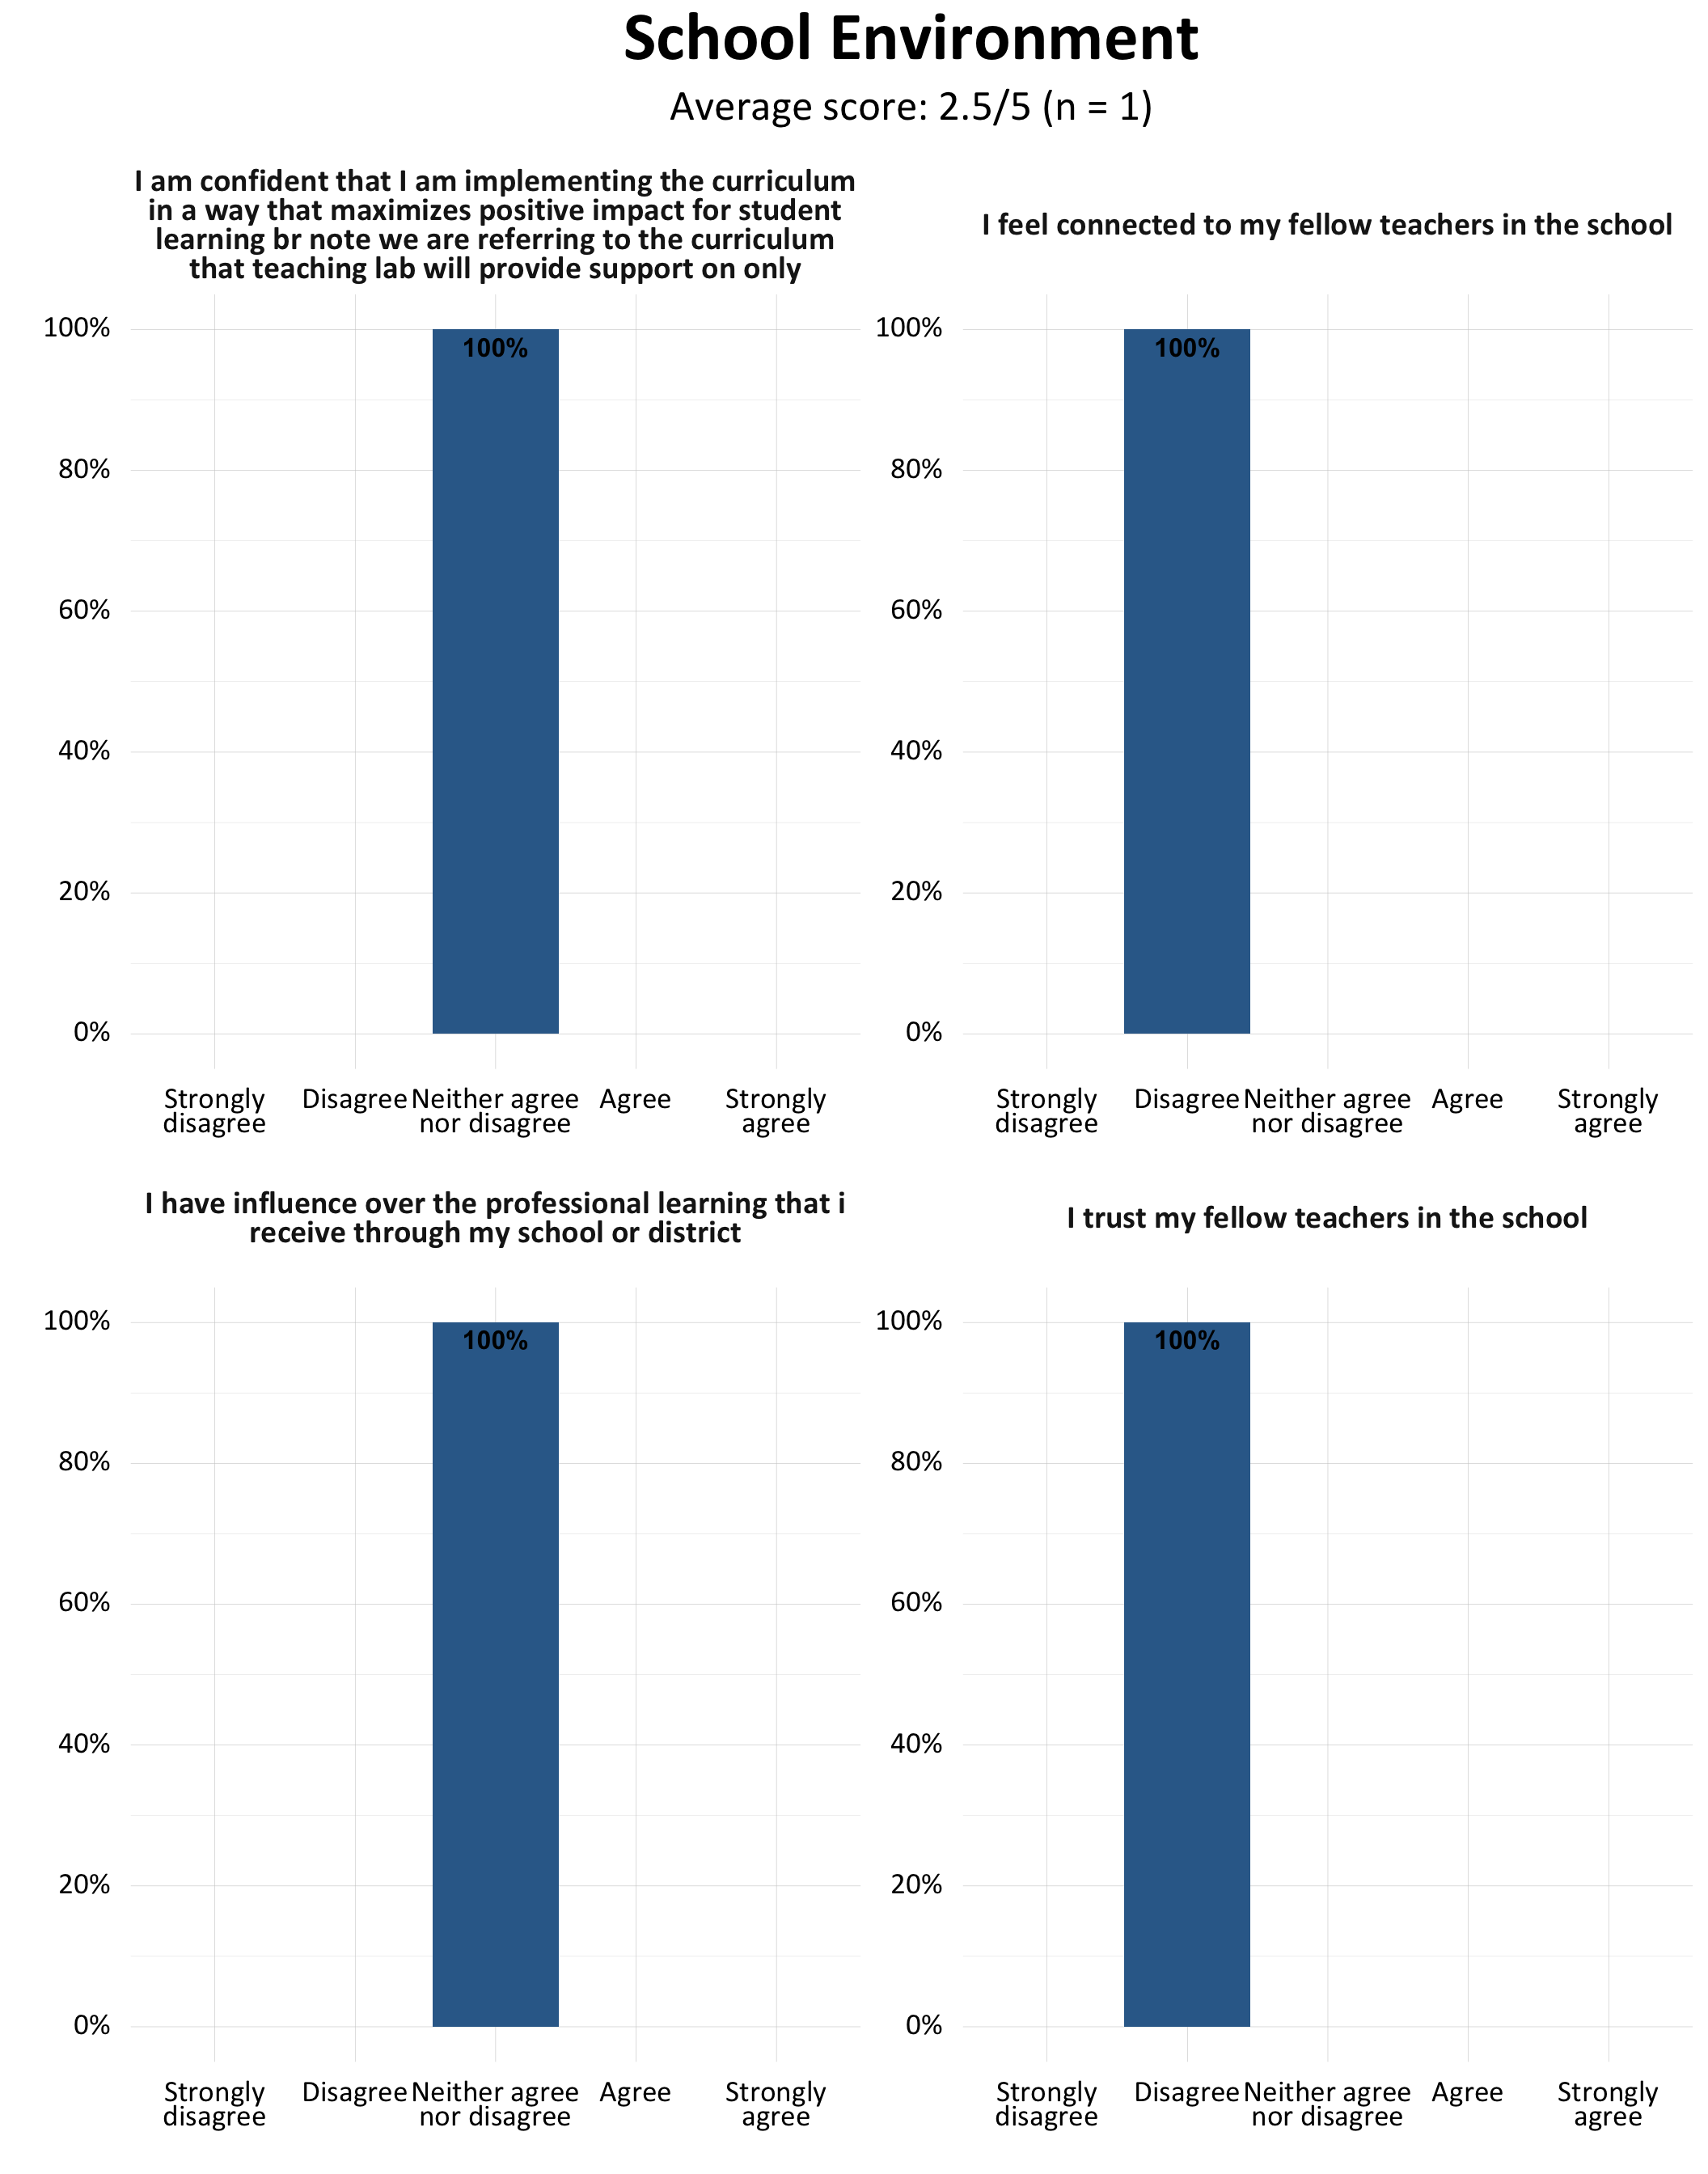 School Environment
Average score: 2.5/5 (n = 1)
I am confident that I am implementing the curriculum
in a way that maximizes positive impact for student
learning br note we are referring to the curriculum
that teaching lab will provide support on only
100%
80%
60%
40%
20%
0%
100%
Strongly
disagree
Disagree
Neither agree
nor disagree
Agree
Strongly
agree
I feel connected to my fellow teachers in the school
100%
80%
60%
40%
20%
0%
100%
Strongly
disagree
Disagree
Neither agree
nor disagree
Agree
Strongly
agree
I have influence over the professional learning that i
receive through my school or district
100%
80%
60%
40%
20%
0%
100%
Strongly
disagree
Disagree
Neither agree
nor disagree
Agree
Strongly
agree
I trust my fellow teachers in the school
100%
80%
60%
40%
20%
0%
100%
Strongly
disagree
Disagree
Neither agree
nor disagree
Agree
Strongly
agree